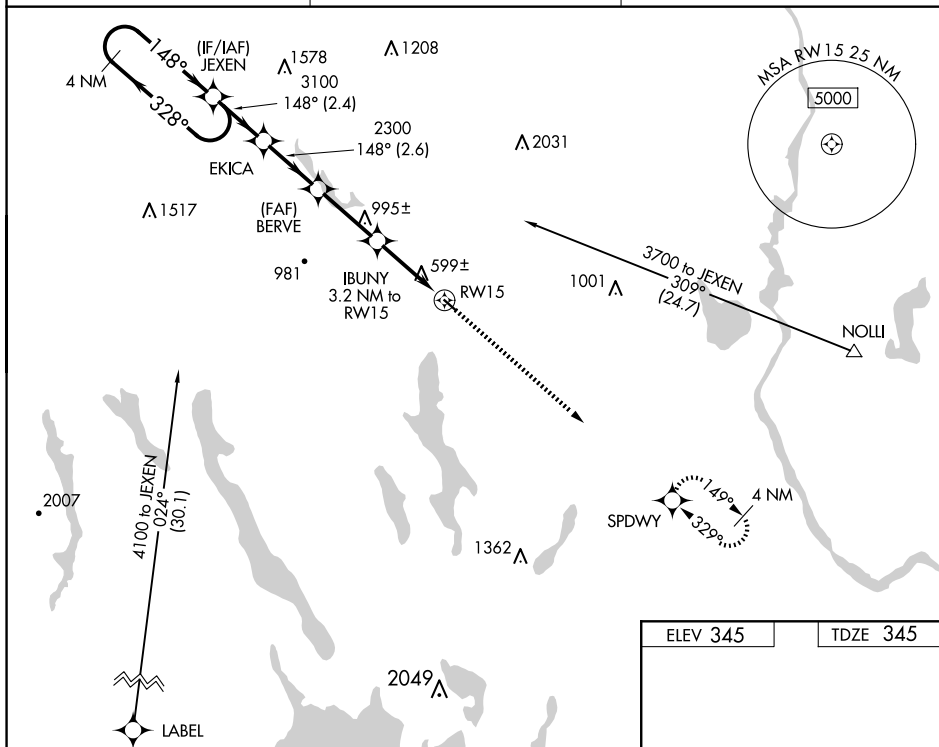 (IF/IAF)
JEXEN
148°
4 NM
328°
1578
1208
3100
148° (2.4)
2300
148° (2.6)
EKICA
2031
MSA RW15 25 NM
5000
1517
(FAF)
BERVE
995±
981
IBUNY
3.2 NM to
RW15
599±
RW15
3700 to JEXEN
309°
(24.7)
1001
NOLLI
4100 to JEXEN
024°
(30.1)
2007
149°
4 NM
329°
SPDWY
1362
2049
LABEL
ELEV 345
TDZE 345